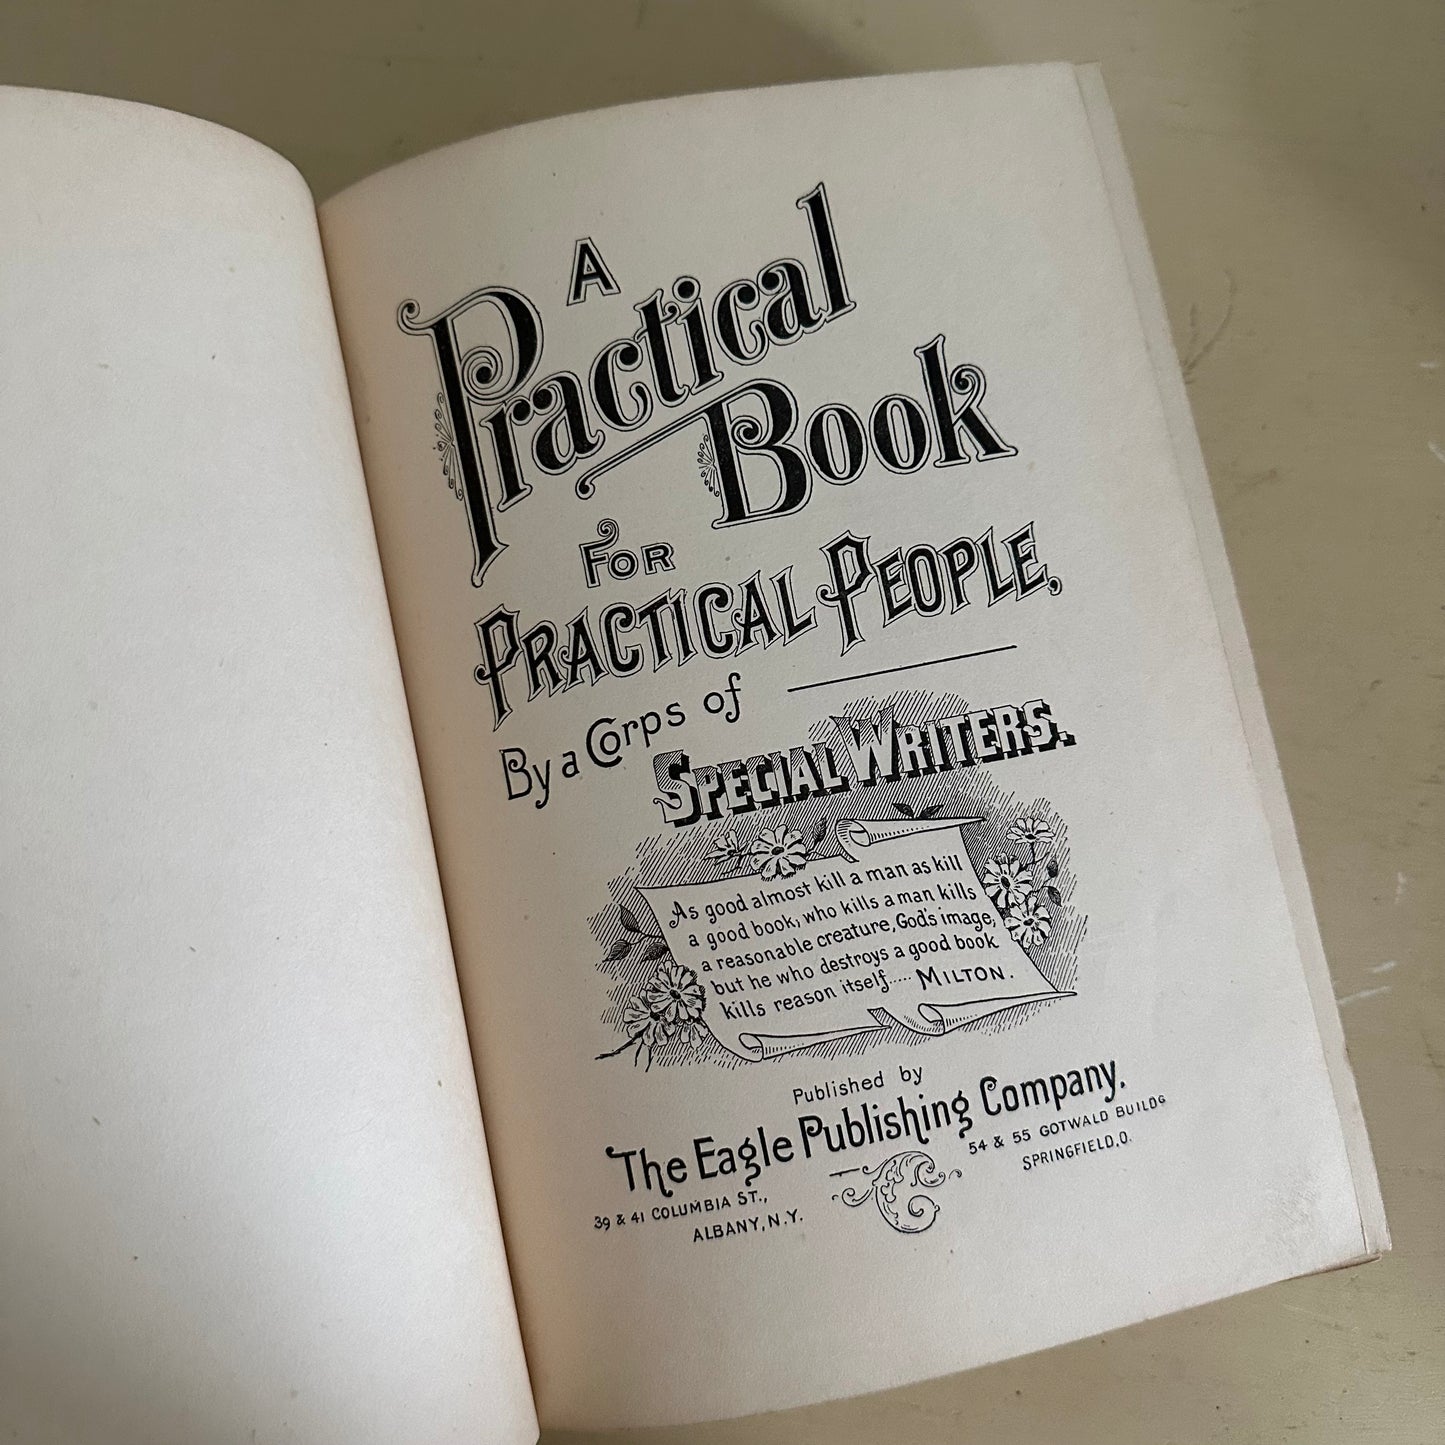 A
Practical
Book
FOR
PRACTICAL PEOPLE,
By a Corps of
SPECIAL WRITERS.
As good almost kill a man as kill
a good book; who kills a man kills
a reasonable creature, God's image,
but he who destroys a good book
kills reason itself..... MILTON.
Published by
The Eagle Publishing Company.
39 & 41 COLUMBIA ST.,
ALBANY, N.Y.
54 & 55 GOTWALD BUILDG
SPRINGFIELD, O.